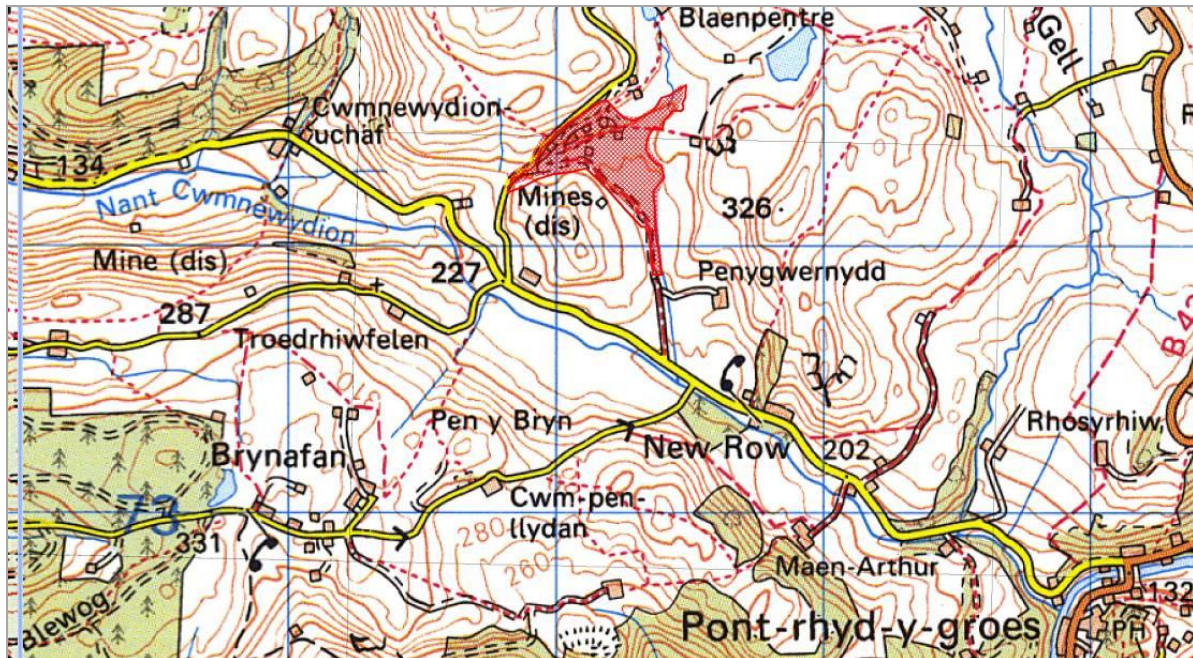 Blaenpentre
Gell
Cwmnewydion-
uchaf
134
Nant Cwmnewydion
Mines
(dis)
326
Mine (dis)
227
Penygwernydd
287
Troedrhiwfelen
B 43
Pen y Bryn
New Row
202
Rhosyrhiw
Brynafan
Cwm-pen-
llydan
73
331
280
260
Maen-Arthur
Blewog
Pont-rhyd-y-groes
132
PH